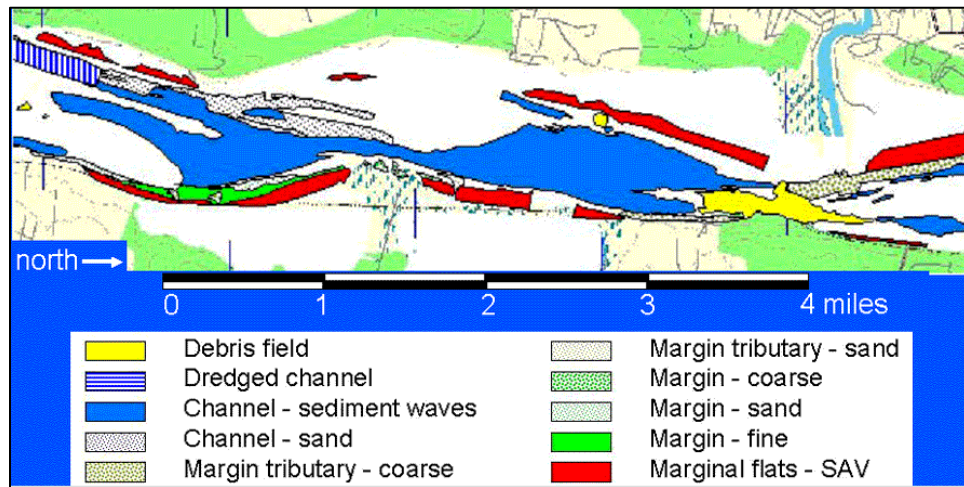 north
0 1 2 3 4 miles
Debris field
Dredged channel
Channel - sediment waves
Channel - sand
Margin tributary - coarse
Margin tributary - sand
Margin - coarse
Margin - sand
Margin - fine
Marginal flats - SAV